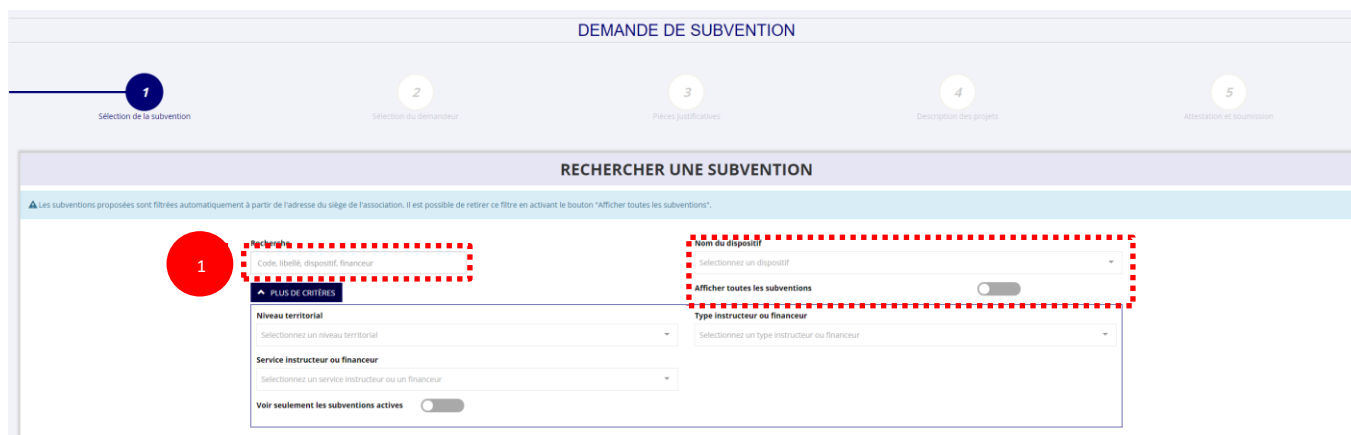 DEMANDE DE SUBVENTION
1
2
3
4
5
Sélection de la subvention
Sélection du demandeur
Pièces justificatives
Description des projets
Attestation et soumission
RECHERCHER UNE SUBVENTION
Les subventions proposées sont filtrées automatiquement à partir de l'adresse du siège de l'association. Il est possible de retirer ce filtre en activant le bouton "Afficher toutes les subventions".
1
Recherche
Code, libellé, dispositif, financeur
Nom du dispositif
Selectionnez un dispositif
PLUS DE CRITÈRES
Afficher toutes les subventions
Niveau territorial
Selectionnez un niveau territorial
Type instructeur ou financeur
Selectionnez un type instructeur ou financeur
Service instructeur ou financeur
Selectionnez un service instructeur ou un financeur
Voir seulement les subventions actives